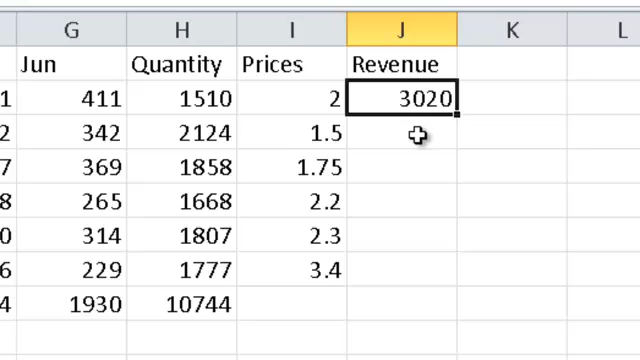 G H I J K L
Jun Quantity Prices Revenue
1 411 1510 2 3020
2 342 2124 1.5
7 369 1858 1.75
8 265 1668 2.2
0 314 1807 2.3
6 229 1777 3.4
4 1930 10744